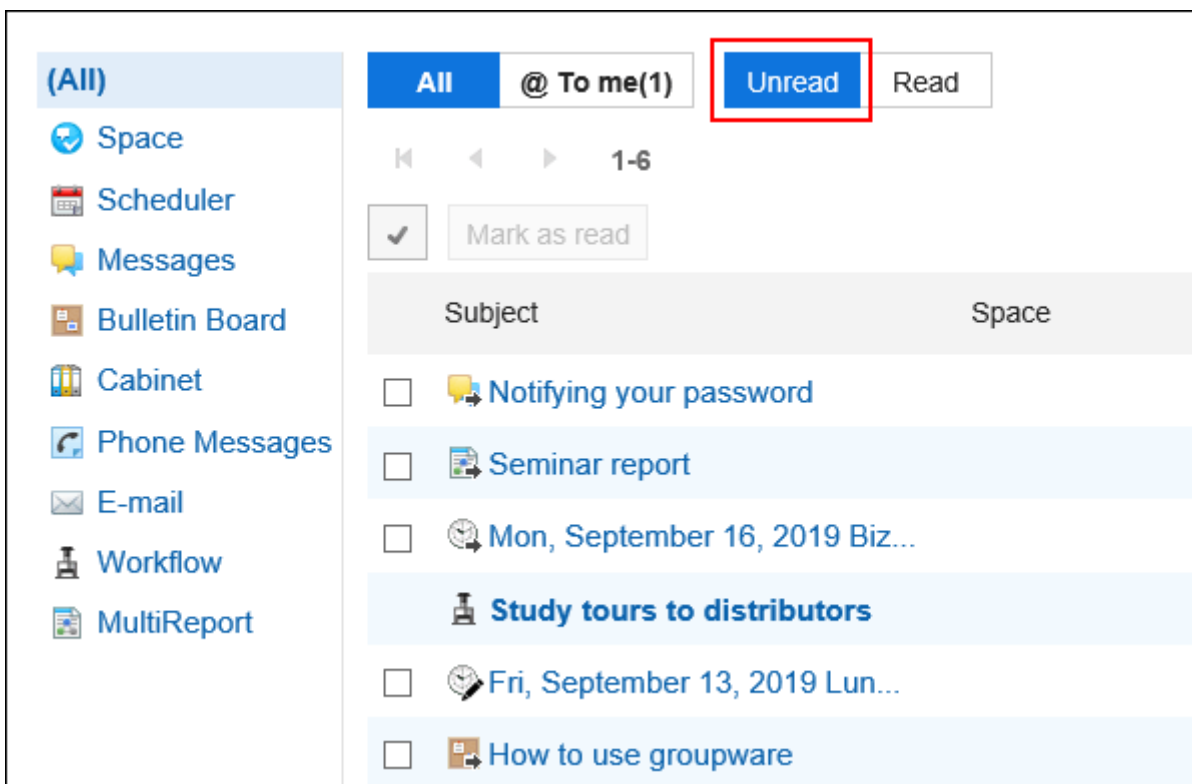 (All)
Space
Scheduler
Messages
Bulletin Board
Cabinet
Phone Messages
E-mail
Workflow
MultiReport
All @ To me(1) Unread Read
1-6
Mark as read
Subject Space
Notifying your password
Seminar report
Mon, September 16, 2019 Biz...
Study tours to distributors
Fri, September 13, 2019 Lun...
How to use groupware